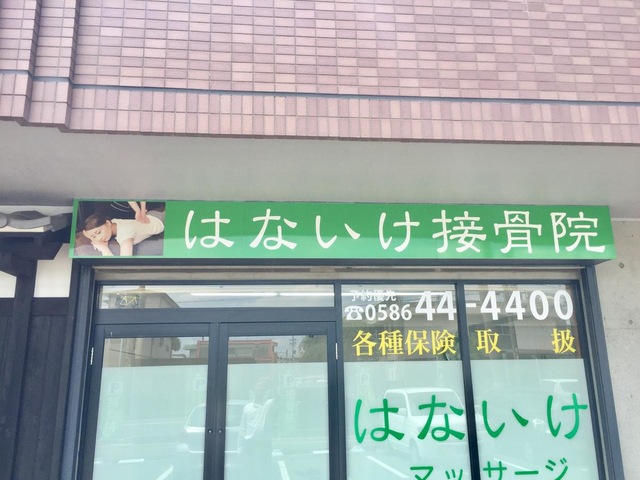 はないけ接骨院
予約優先
☎0586 44-4400
各種保険取扱
はないけ
マッサージ